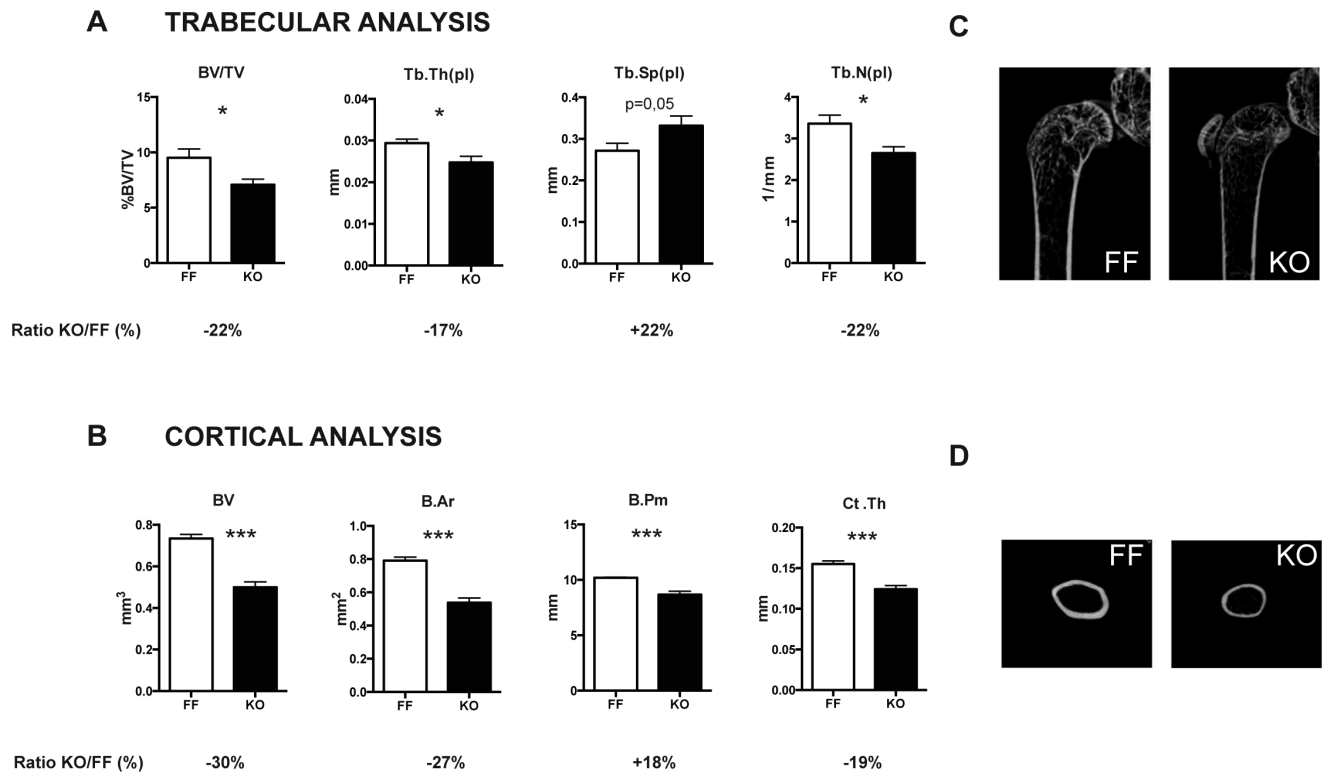 A TRABECULAR ANALYSIS
BV/TV
*
%BV/TV
15
10
5
0
FF KO
Tb.Th(pl)
*
mm
0.04
0.03
0.02
0.01
0.00
FF KO
Tb.Sp(pl)
p=0,05
mm
0.4
0.3
0.2
0.1
0.0
FF KO
Tb.N(pl)
*
1/mm
4
3
2
1
0
FF KO
Ratio KO/FF (%) -22% -17% +22% -22%
B CORTICAL ANALYSIS
BV
***
mm3
0.8
0.6
0.4
0.2
0.0
FF KO
B.Ar
***
mm2
1.0
0.8
0.6
0.4
0.2
0.0
FF KO
B.Pm
***
mm
15
10
5
0
FF KO
Ct .Th
***
mm
0.20
0.15
0.10
0.05
0.00
FF KO
Ratio KO/FF (%) -30% -27% +18% -19%
C
FF
KO
D
FF
KO